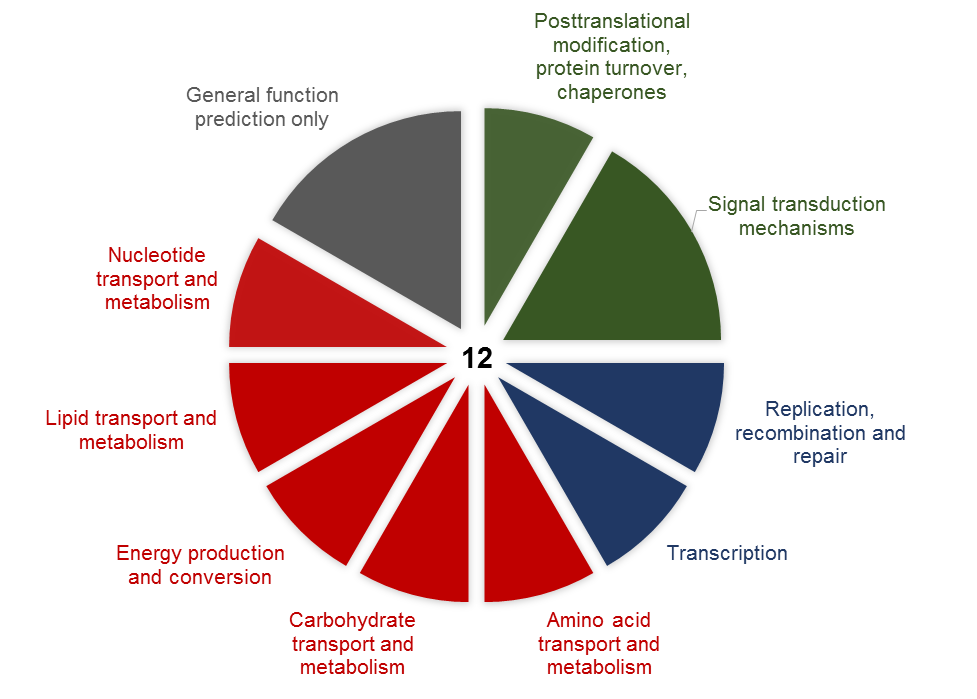 Posttranslational
modification,
protein turnover,
chaperones
Signal transduction
mechanisms
Replication,
recombination and
repair
Transcription
Amino acid
transport and
metabolism
Carbohydrate
transport and
metabolism
Energy production
and conversion
Lipid transport and
metabolism
Nucleotide
transport and
metabolism
General function
prediction only
12